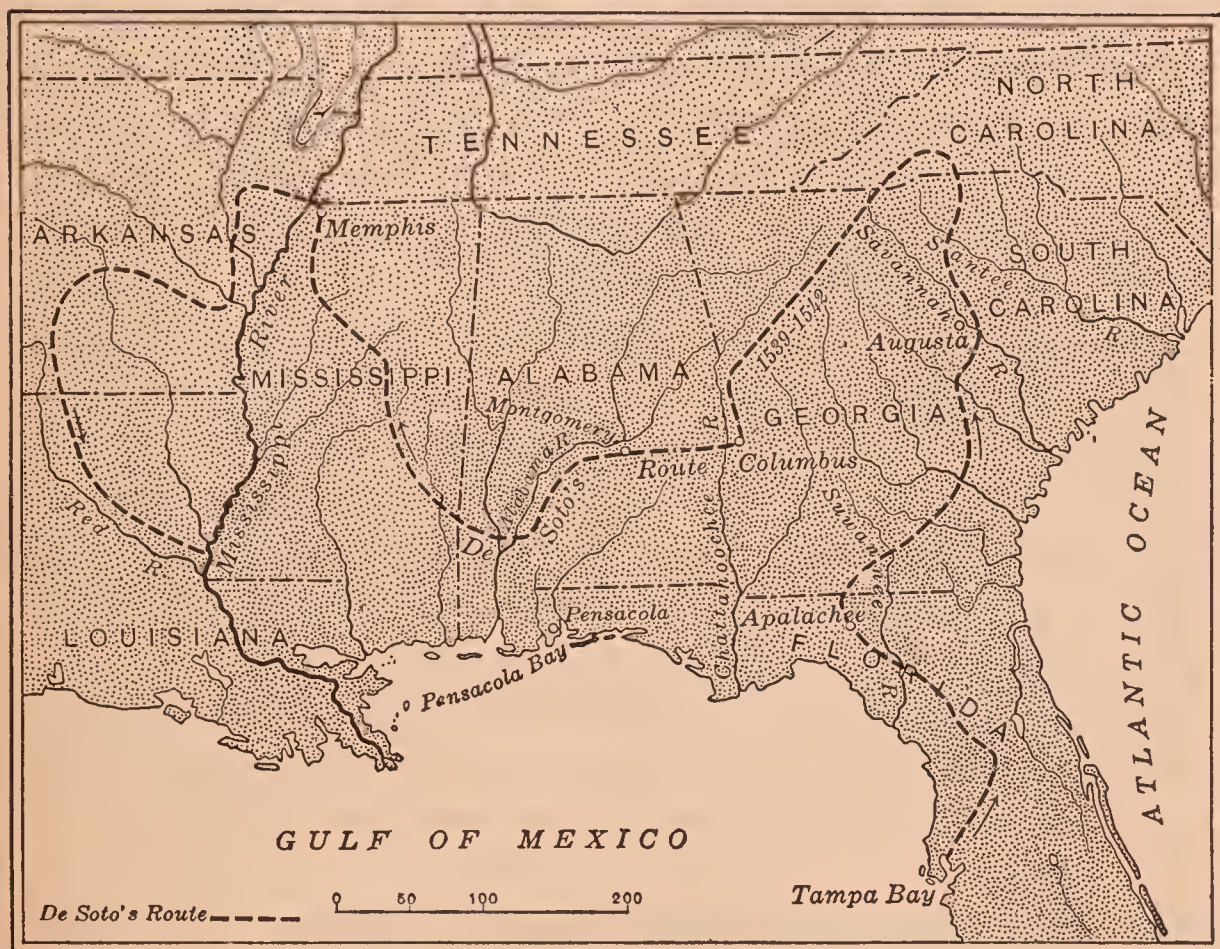 NORTH
CAROLINA
TENNESSEE
ARKANSAS
Memphis
River
Savannah
R
Santee
R
SOUTH
CAROLINA
1539-1542
Augusta
MISSISSIPPI
ALABAMA
GEORGIA
Montgomery
Alabama R
De Soto's Route
Columbus
Chattahoochee R
Suwanee R
Red R
Mississippi
LOUISIANA
Pensacola
Pensacola Bay
Apalachee
FLORIDA
ATLANTIC OCEAN
GULF OF MEXICO
0 50 100 200
De Soto's Route
Tampa Bay